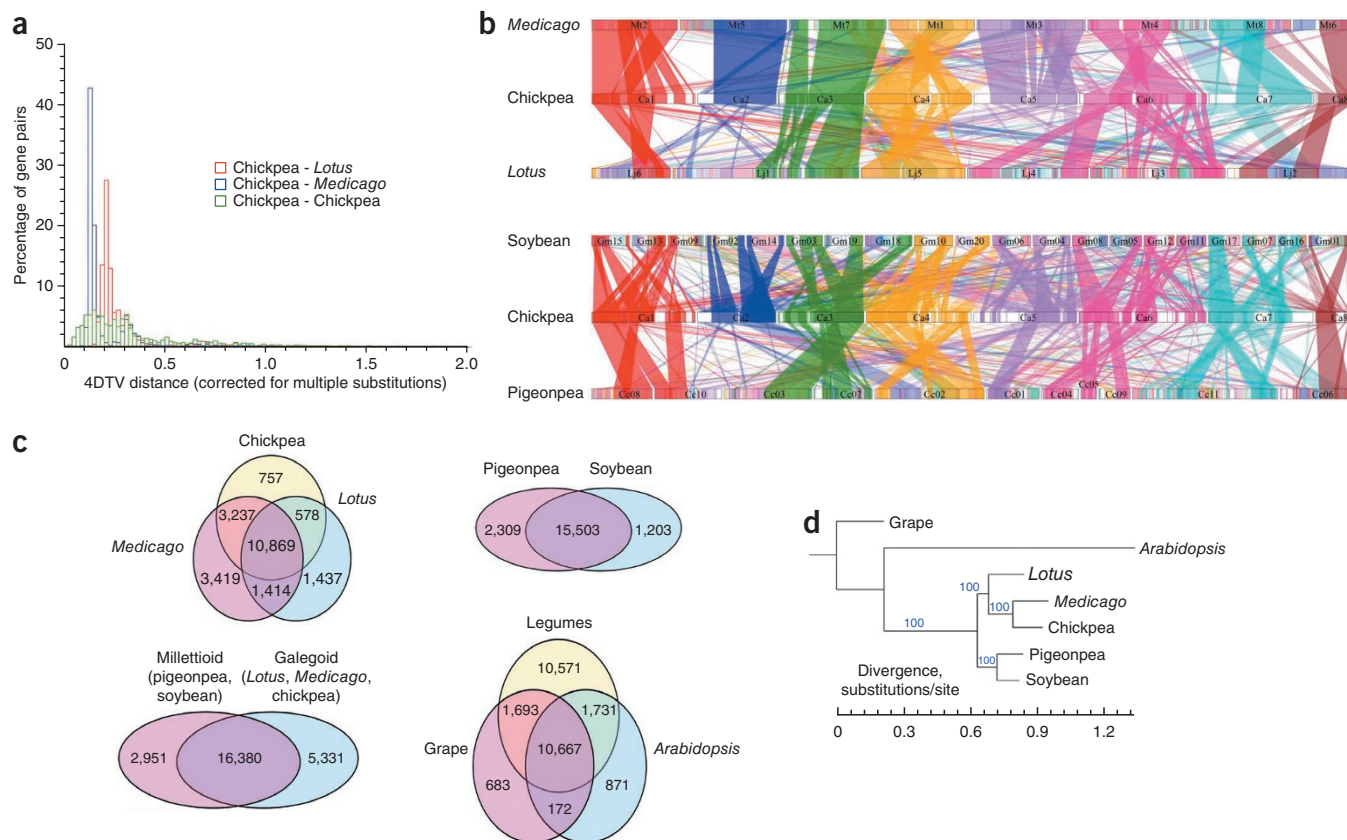 a
50
40
30
20
10
Percentage of gene pairs
Chickpea - Lotus
Chickpea - Medicago
Chickpea - Chickpea
0 0.5 1.0 1.5 2.0
4DTV distance (corrected for multiple substitutions)
b
Medicago
Mt2 Mt5 Mt7 Mt1 Mt3 Mt4 Mt8 Mt6
Chickpea
Ca1 Ca2 Ca3 Ca4 Ca5 Ca6 Ca7 Ca8
Lotus
Lj6 Lj1 Lj5 Lj4 Lj3 Lj2
Soybean
Gm15 Gm13 Gm09 Gm02 Gm14 Gm03 Gm19 Gm18 Gm10 Gm20 Gm06 Gm04 Gm08 Gm05 Gm12 Gm11 Gm17 Gm07 Gm16 Gm01
Chickpea
Ca1 Ca2 Ca3 Ca4 Ca5 Ca6 Ca7 Ca8
Pigeonpea
Cc08 Cc10 Cc03 Cc07 Cc02 Cc01 Cc04 Cc05 Cc09 Cc11 Cc06
c
Chickpea
757
Lotus
3,237
578
Medicago
10,869
3,419
1,437
1,414
Pigeonpea
Soybean
2,309
15,503
1,203
Millettioid
(pigeonpea,
soybean)
Galegoid
(Lotus, Medicago,
chickpea)
2,951
16,380
5,331
Legumes
10,571
1,693
1,731
Grape
10,667
Arabidopsis
683
871
172
d
Grape
Arabidopsis
Lotus
100
Medicago
100
100
Chickpea
Pigeonpea
100
Soybean
Divergence,
substitutions/site
0 0.3 0.6 0.9 1.2